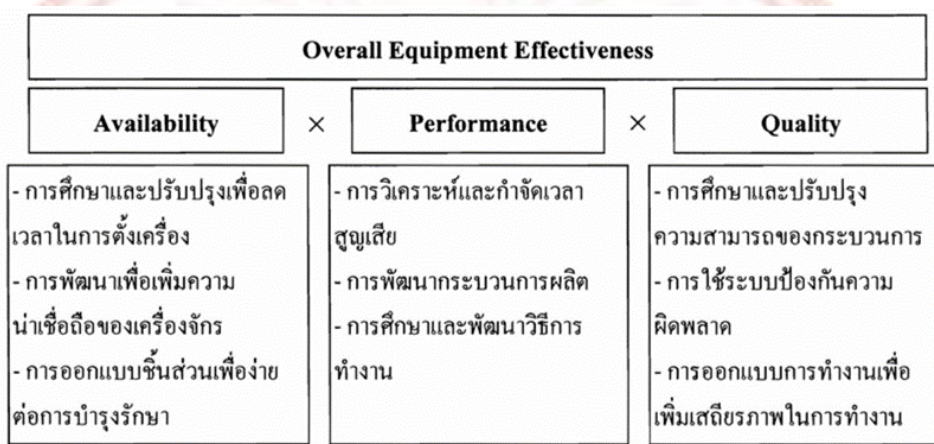 Overall Equipment Effectiveness
Availability × Performance × Quality
- การศึกษาและปรับปรุงเพื่อลด
เวลาในการตั้งเครื่อง
- การพัฒนาเพื่อเพิ่มความ
น่าเชื่อถือของเครื่องจักร
- การออกแบบชิ้นส่วนเพื่อง่าย
ต่อการบำรุงรักษา
- การวิเคราะห์และกำจัดเวลา
สูญเสีย
- การพัฒนากระบวนการผลิต
- การศึกษาและพัฒนาวิธีการ
ทำงาน
- การศึกษาและปรับปรุง
ความสามารถของกระบวนการ
- การใช้ระบบป้องกันความ
ผิดพลาด
- การออกแบบการทำงานเพื่อ
เพิ่มเสถียรภาพในการทำงาน